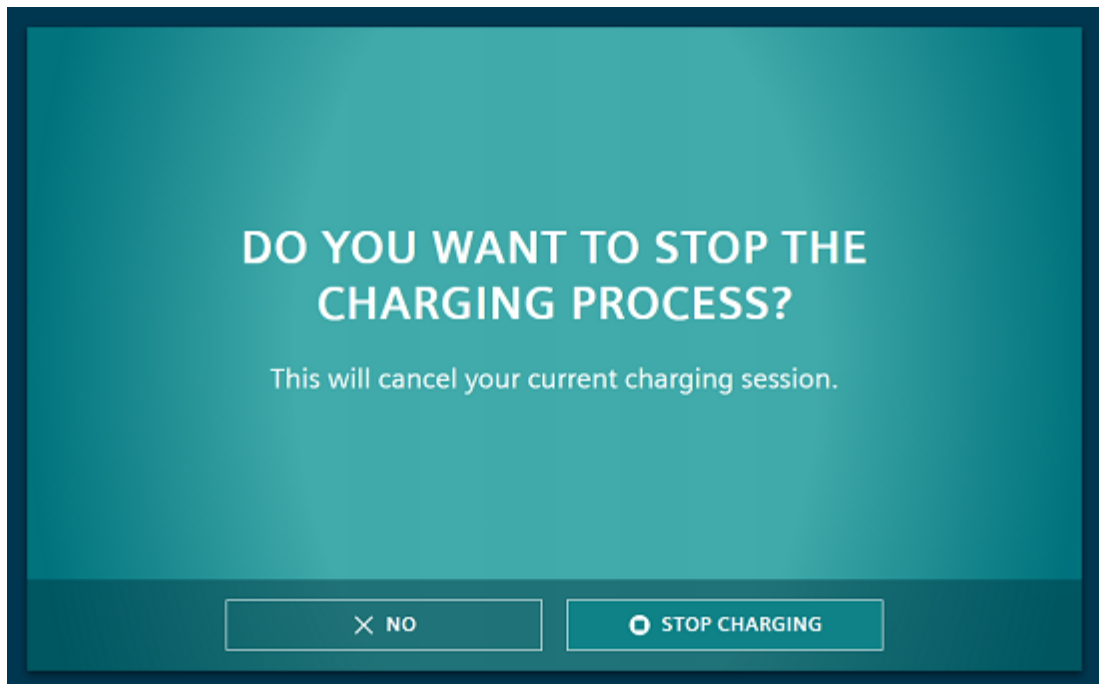 DO YOU WANT TO STOP THE
CHARGING PROCESS?
This will cancel your current charging session.
NO
STOP CHARGING